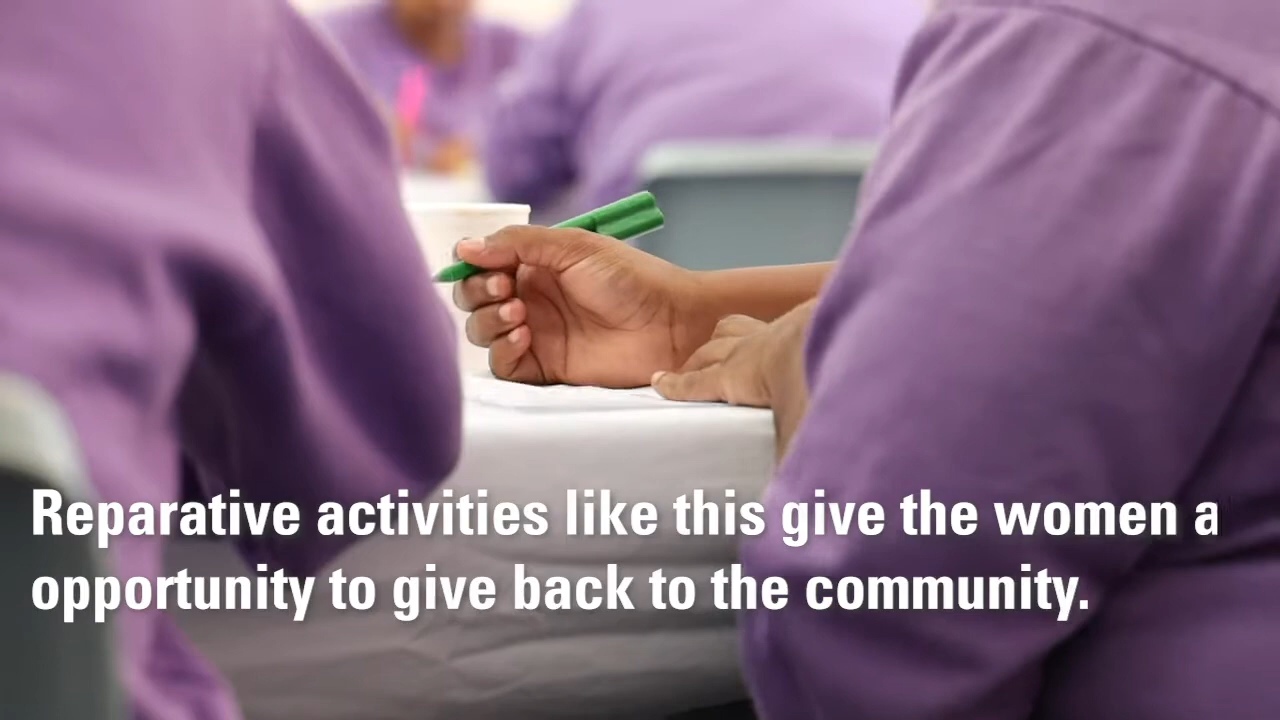 Reparative activities like this give the women a
opportunity to give back to the community.